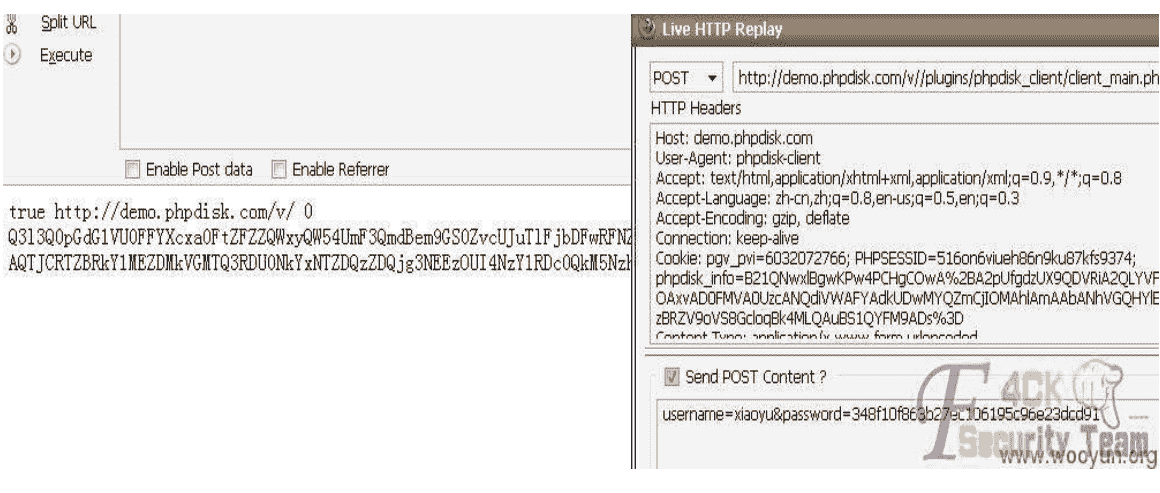 Split URL
Execute
Enable Post data
Enable Referrer
true http://demo.phpdisk.com/v/ 0
Live HTTP Replay
POST
http://demo.phpdisk.com/v//plugins/phpdisk_client/client_main.ph
HTTP Headers
Host: demo.phpdisk.com
User-Agent: phpdisk-client
Accept: text/html,application/xhtml+xml,application/xml;q=0.9,*/*;q=0.8
Accept-Language: zh-cn,zh;q=0.8,en-us;q=0.5,en;q=0.3
Accept-Encoding: gzip, deflate
Connection: keep-alive
Cookie: pgv_pvi=6032072766; PHPSESSID=516on6viueh86n9ku87kfs9374;
Send POST Content ?
username=xiaoyu&password=348f10f863b27ec106195c96e23dcd91
F4CK
Security Team
www.wooyun.org